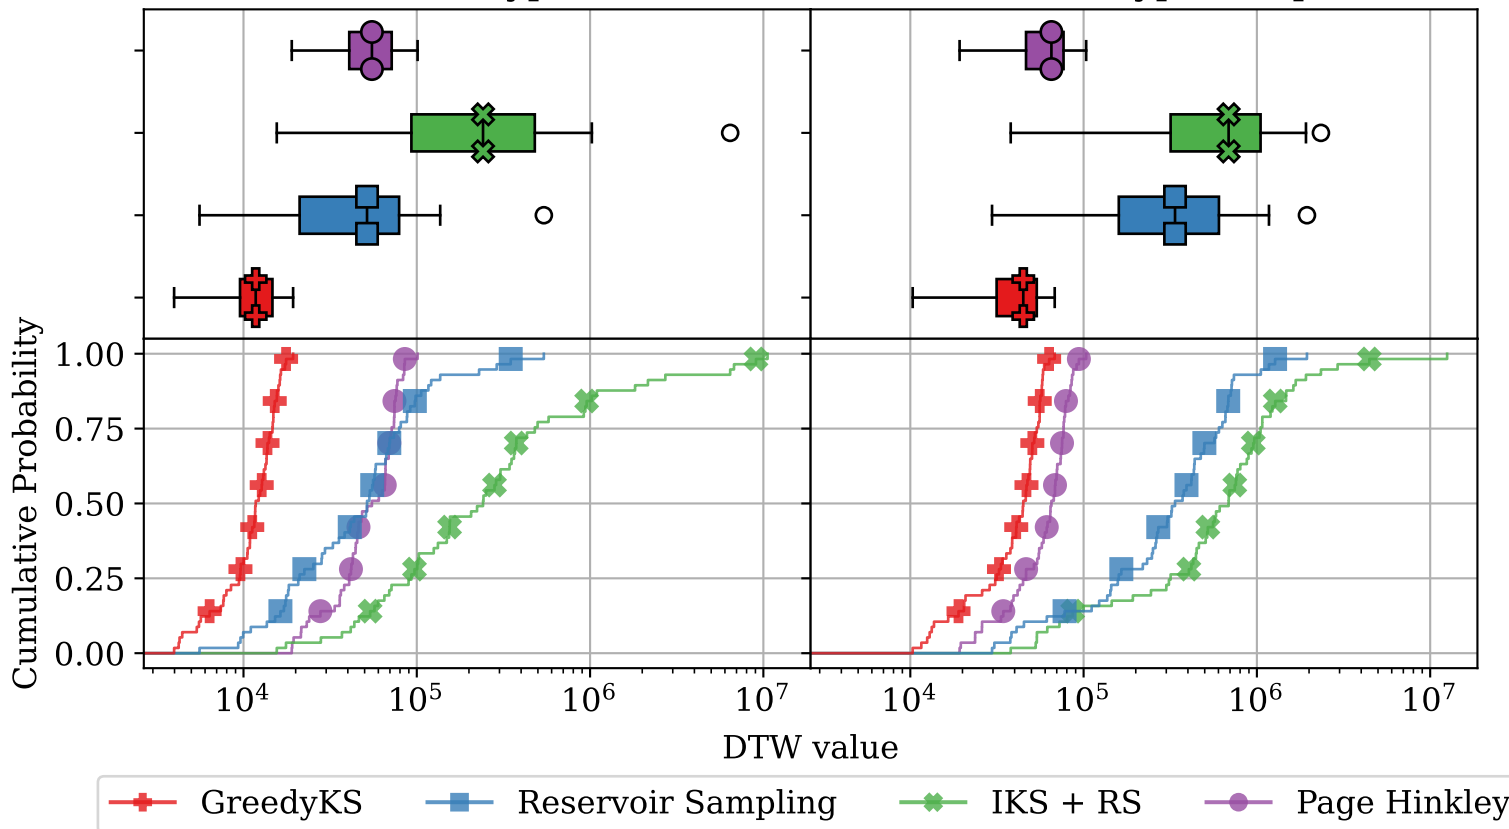 Cumulative Probability
1.00
0.75
0.50
0.25
0.00
10⁴ 10⁵ 10⁶ 10⁷ 10⁴ 10⁵ 10⁶ 10⁷
DTW value
GreedyKS Reservoir Sampling IKS + RS Page Hinkley